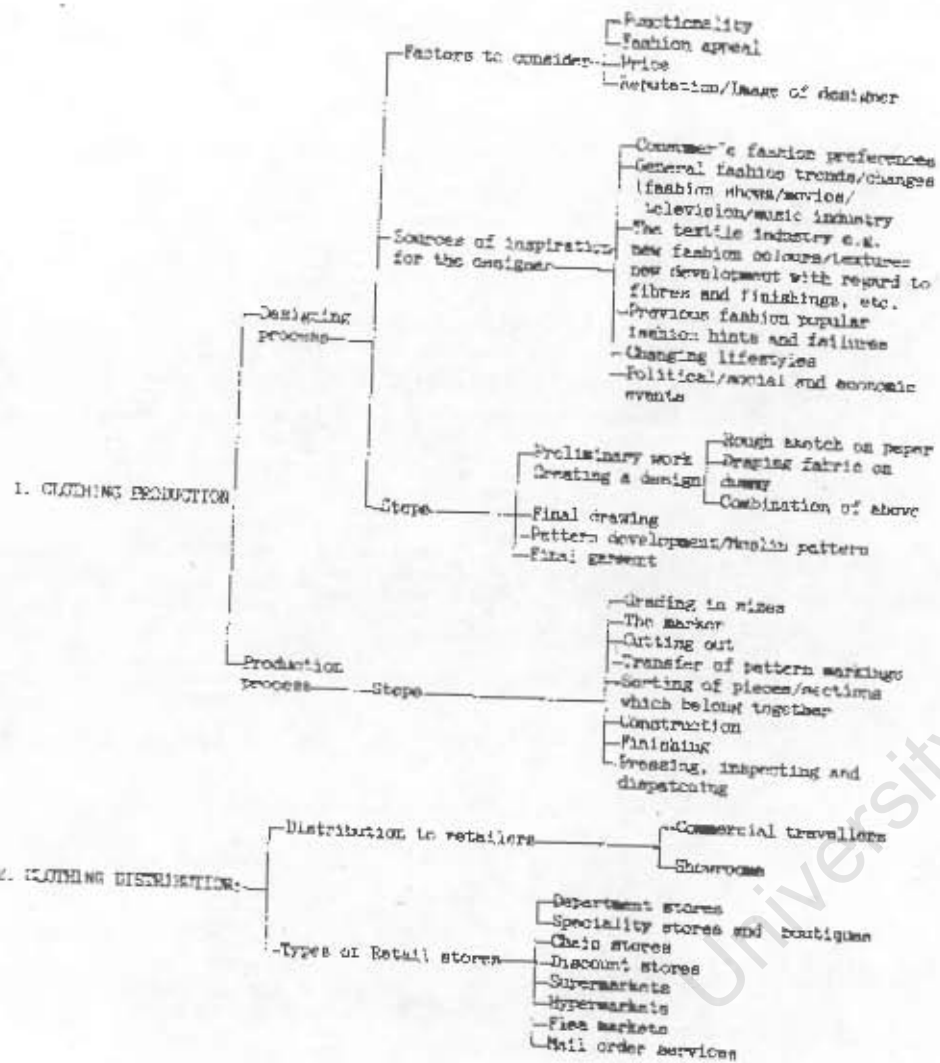 Functionality
Fashion appeal
Factors to consider
Price
Reputation/Image of designer
Consumer's fashion preferences
General fashion trends/changes
(fashion shows/movies/
television/music industry
Sources of inspiration
for the designer
The textile industry e.g.
new fashion colours/textures
new development with regard to
fibres and finishings, etc.
Designing
process
Previous fashion popular
fashion hints and failures
Changing lifestyles
Political/social and economic
events
1. CLOTHING PRODUCTION
Steps
Preliminary work
Creating a design
Rough sketch on paper
Draping fabric on
dummy
Combination of above
Final drawing
Pattern development/Muslin pattern
Final garment
Production
process
Steps
Grading in sizes
The marker
Cutting out
Transfer of pattern markings
Sorting of pieces/sections
which belong together
Construction
Finishing
Pressing, inspecting and
dispatching
2. CLOTHING DISTRIBUTION
Distribution to retailers
Commercial travellers
Showrooms
Types of Retail stores
Department stores
Speciality stores and boutiques
Chain stores
Discount stores
Supermarkets
Hypermarkets
Flea markets
Mail order services
University